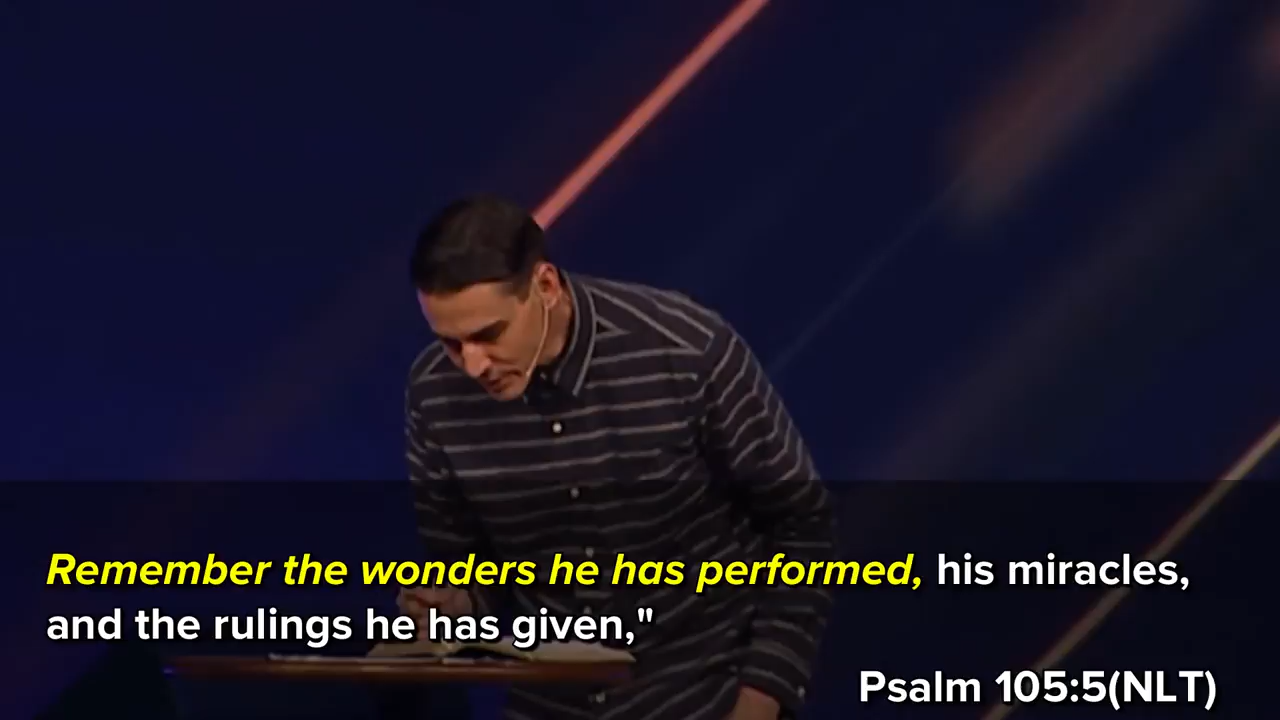 Remember the wonders he has performed, his miracles,
and the rulings he has given,"
Psalm 105:5(NLT)